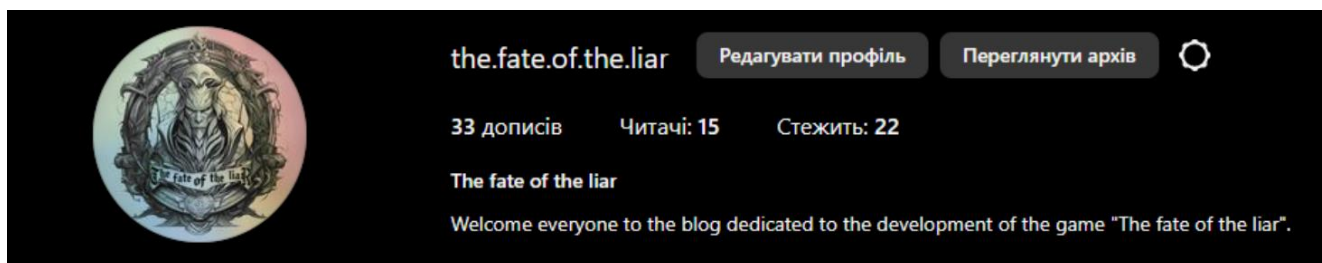 the.fate.of.the.liar Редагувати профіль Переглянути архів
33 дописів Читачі: 15 Стежить: 22
The fate of the liar
The fate of the liar
Welcome everyone to the blog dedicated to the development of the game "The fate of the liar".